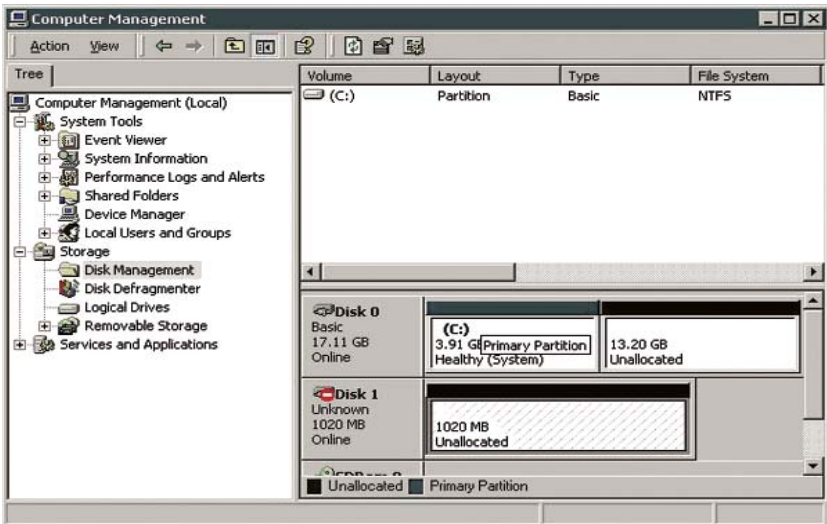 Computer Management
Action View
Tree
Computer Management (Local)
System Tools
Event Viewer
System Information
Performance Logs and Alerts
Shared Folders
Device Manager
Local Users and Groups
Storage
Disk Management
Disk Defragmenter
Logical Drives
Removable Storage
Services and Applications
Volume Layout Type File System
(C:) Partition Basic NTFS
Disk 0
Basic
17.11 GB
Online
(C:)
3.91 Primary Partition
Healthy (System)
13.20 GB
Unallocated
Disk 1
Unknown
1020 MB
Online
1020 MB
Unallocated
Unallocated Primary Partition